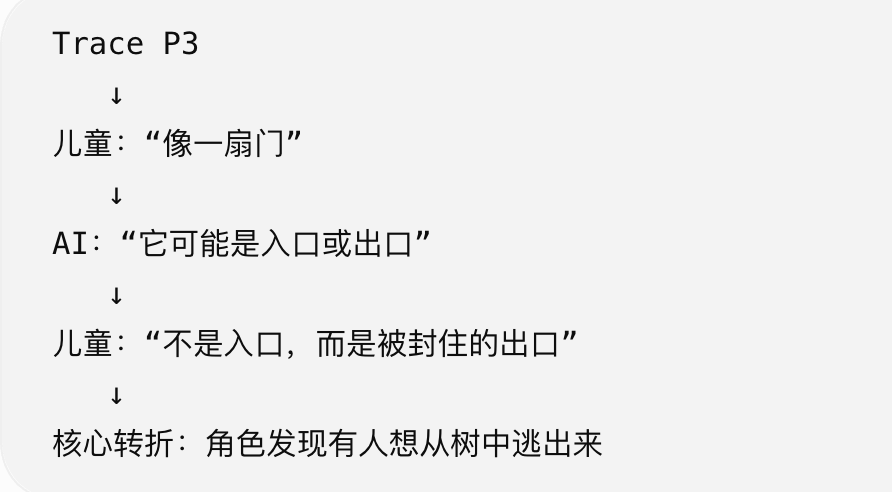 Trace P3
↓
儿童：“像一扇门”
↓
AI：“它可能是入口或出口”
↓
儿童：“不是入口，而是被封住的出口”
↓
核心转折：角色发现有人想从树中逃出来